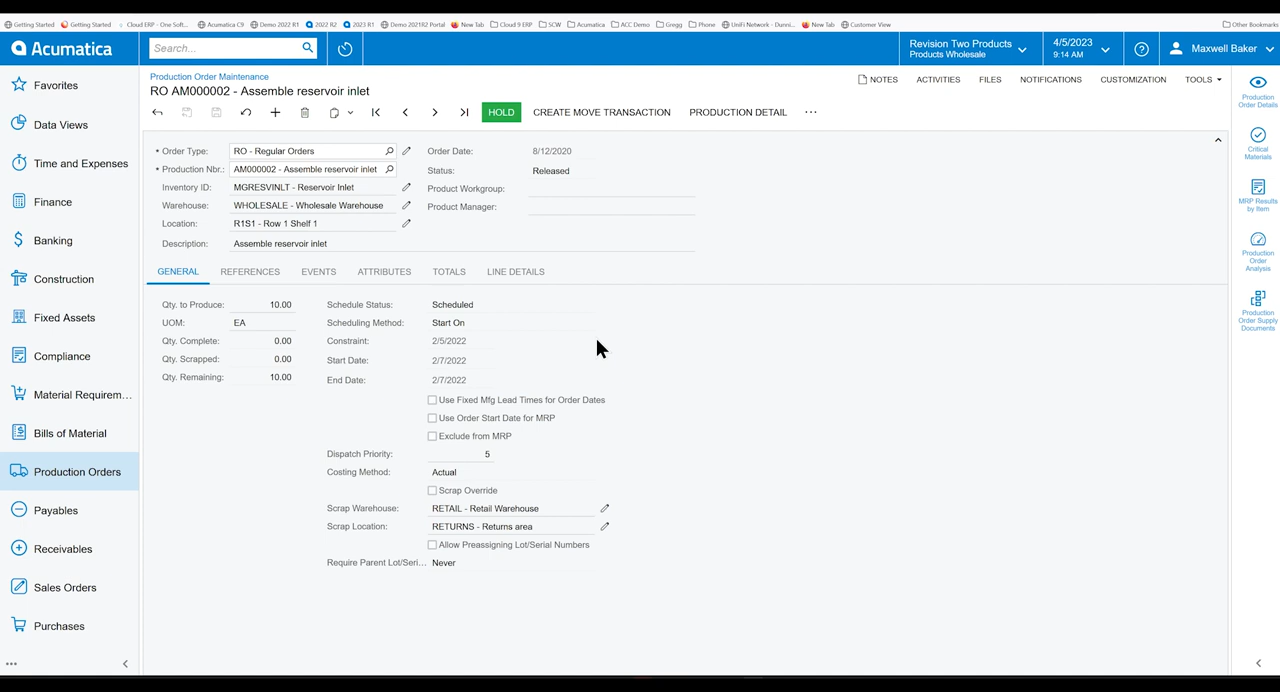 Getting Started Getting Started Cloud ERP - One Soft... Acumatica C9 Demo 2022 R1 2022 R2 2023 R1 Demo 2021R2 Portal New Tab Cloud 9 ERP SCW Acumatica ACC Demo Gregg Phone UniFi Network - Dunni... New Tab Customer View Other Bookmarks
Acumatica Search... Revision Two Products Products Wholesale 4/5/2023 9:14 AM Maxwell Baker
Favorites
Data Views
Time and Expenses
Finance
Banking
Construction
Fixed Assets
Compliance
Material Requirem...
Bills of Material
Production Orders
Payables
Receivables
Sales Orders
Purchases
Production Order Maintenance
RO AM000002 - Assemble reservoir inlet
NOTES ACTIVITIES FILES NOTIFICATIONS CUSTOMIZATION TOOLS
HOLD CREATE MOVE TRANSACTION PRODUCTION DETAIL
* Order Type: RO - Regular Orders Order Date: 8/12/2020
* Production Nbr.: AM000002 - Assemble reservoir inlet Status: Released
Inventory ID: MGRESVINLT - Reservoir Inlet Product Workgroup:
Warehouse: WHOLESALE - Wholesale Warehouse Product Manager:
Location: R1S1 - Row 1 Shelf 1
Description: Assemble reservoir inlet
GENERAL REFERENCES EVENTS ATTRIBUTES TOTALS LINE DETAILS
Qty. to Produce: 10.00 Schedule Status: Scheduled
UOM: EA Scheduling Method: Start On
Qty. Complete: 0.00 Constraint: 2/5/2022
Qty. Scrapped: 0.00 Start Date: 2/7/2022
Qty. Remaining: 10.00 End Date: 2/7/2022
Use Fixed Mfg Lead Times for Order Dates
Use Order Start Date for MRP
Exclude from MRP
Dispatch Priority: 5
Costing Method: Actual
Scrap Override
Scrap Warehouse: RETAIL - Retail Warehouse
Scrap Location: RETURNS - Returns area
Allow Preassigning Lot/Serial Numbers
Require Parent Lot/Seri... Never
Production
Order Details
Critical
Materials
MRP Results
by Item
Production
Order
Analysis
Production
Order Supply
Documents